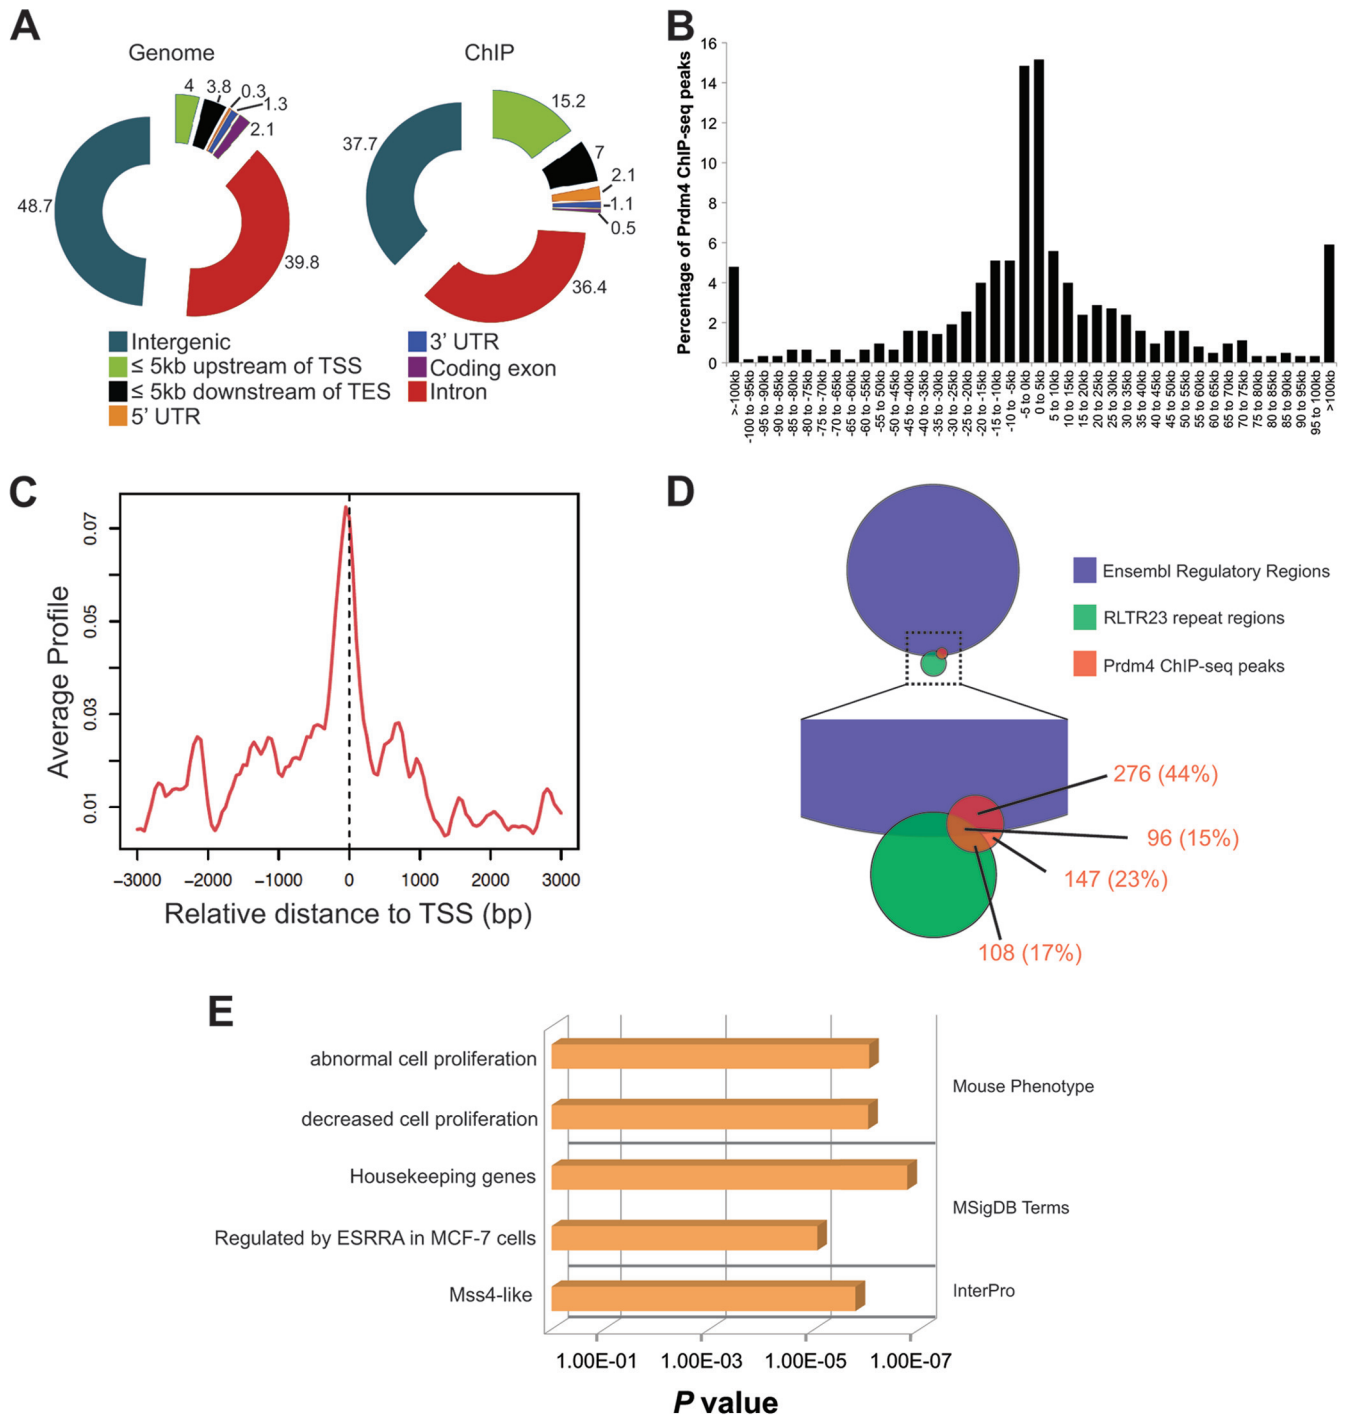 A
Genome
ChIP
4
3.8
0.3
1.3
2.1
48.7
39.8
15.2
7
2.1
1.1
0.5
37.7
36.4
Intergenic
≤ 5kb upstream of TSS
≤ 5kb downstream of TES
5' UTR
3' UTR
Coding exon
Intron
B
Percentage of Prdm4 ChIP-seq peaks
16
14
12
10
8
6
4
2
0
>-100kb
-100 to -95kb
-95 to -90kb
-90 to -85kb
-85 to -80kb
-80 to -75kb
-75 to -70kb
-70 to -65kb
-65 to -60kb
-60 to -55kb
-55 to 50kb
-50 to -45kb
-45 to -40kb
-40 to -35kb
-35 to -30kb
-30 to -25kb
-25 to -20kb
-20 to -15kb
-15 to -10kb
-10 to -5kb
-5 to 0kb
0 to 5kb
5 to 10kb
10 to 15kb
15 to 20kb
20 to 25kb
25 to 30kb
30 to 35kb
35 to 40kb
40 to 45kb
45 to 50kb
50 to 55kb
55 to 60kb
60 to 65kb
65 to 70kb
70 to 75kb
75 to 80kb
80 to 85kb
85 to 90kb
90 to 95kb
95 to 100kb
>100kb
C
Average Profile
0.07
0.05
0.03
0.01
−3000
−2000
−1000
0
1000
2000
3000
Relative distance to TSS (bp)
D
Ensembl Regulatory Regions
RLTR23 repeat regions
Prdm4 ChIP-seq peaks
276 (44%)
96 (15%)
147 (23%)
108 (17%)
E
abnormal cell proliferation
decreased cell proliferation
Housekeeping genes
Regulated by ESRRA in MCF-7 cells
Mss4-like
Mouse Phenotype
MSigDB Terms
InterPro
1.00E-01
1.00E-03
1.00E-05
1.00E-07
P value